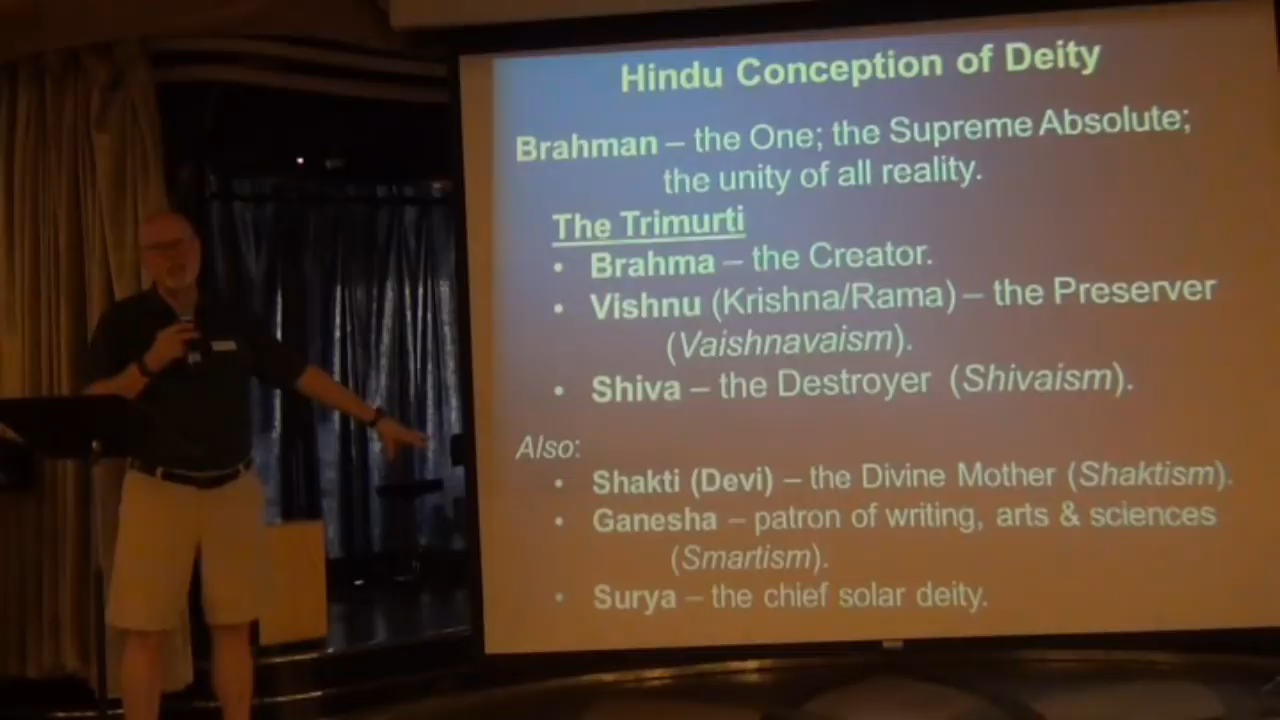 Hindu Conception of Deity
Brahman – the One; the Supreme Absolute;
the unity of all reality.
The Trimurti
• Brahma – the Creator.
• Vishnu (Krishna/Rama) – the Preserver
(Vaishnavaism).
• Shiva – the Destroyer (Shivaism).
Also:
• Shakti (Devi) – the Divine Mother (Shaktism).
• Ganesha – patron of writing, arts & sciences
(Smartism).
• Surya – the chief solar deity.